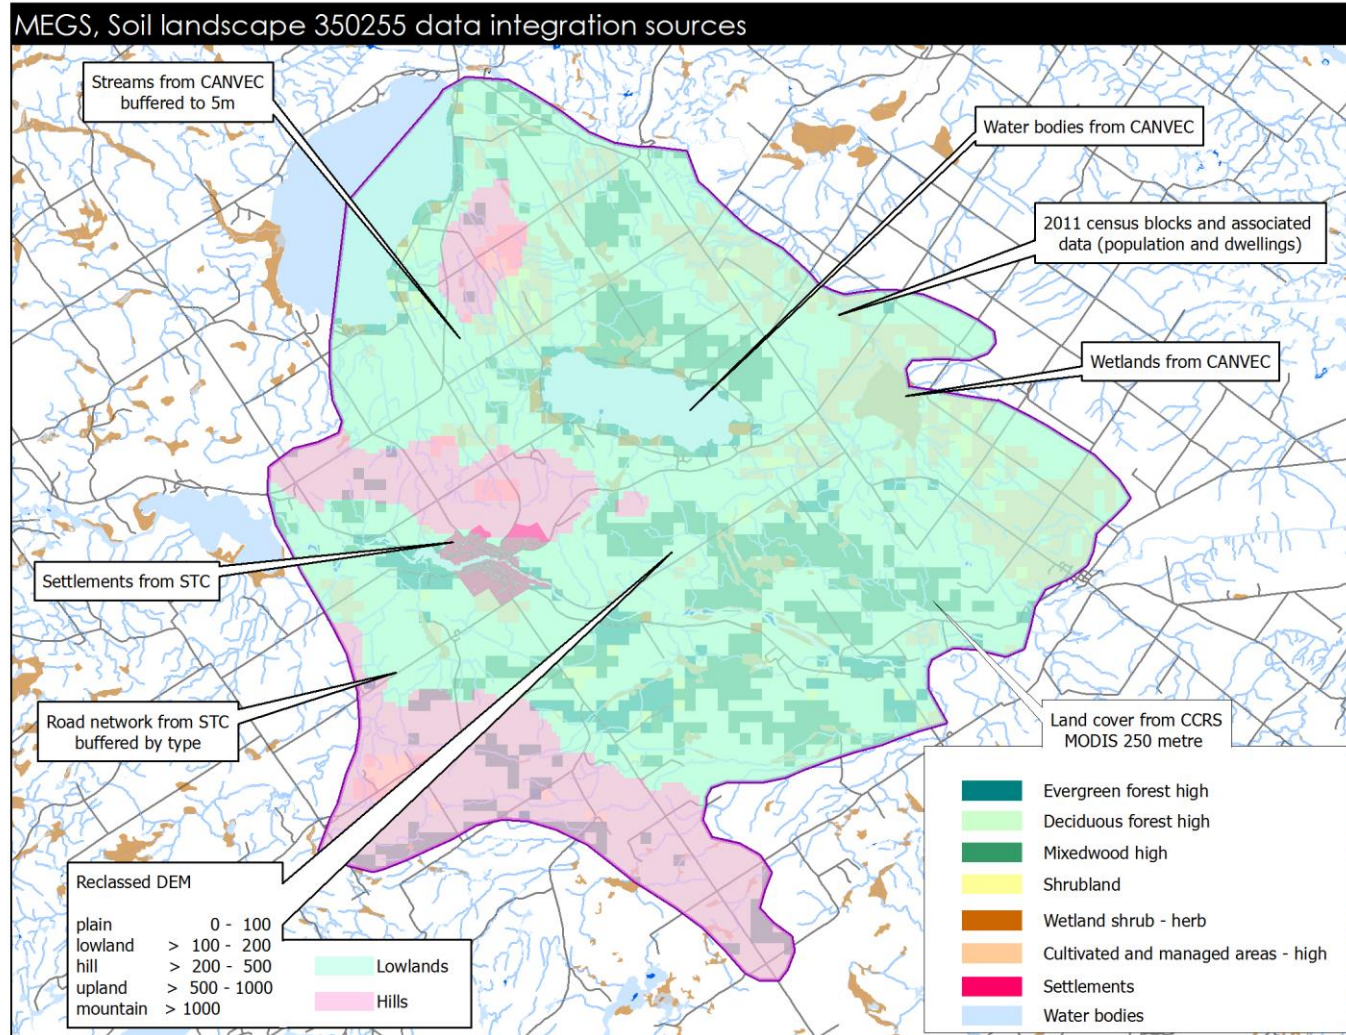 MEGS, Soil landscape 350255 data integration sources
Streams from CANVEC
buffered to 5m
Water bodies from CANVEC
2011 census blocks and associated
data (population and dwellings)
Wetlands from CANVEC
Settlements from STC
Road network from STC
buffered by type
Land cover from CCRS
MODIS 250 metre
Reclassed DEM
plain 0 - 100
lowland > 100 - 200
hill > 200 - 500
upland > 500 - 1000
mountain > 1000
Lowlands
Hills
Evergreen forest high
Deciduous forest high
Mixedwood high
Shrubland
Wetland shrub - herb
Cultivated and managed areas - high
Settlements
Water bodies